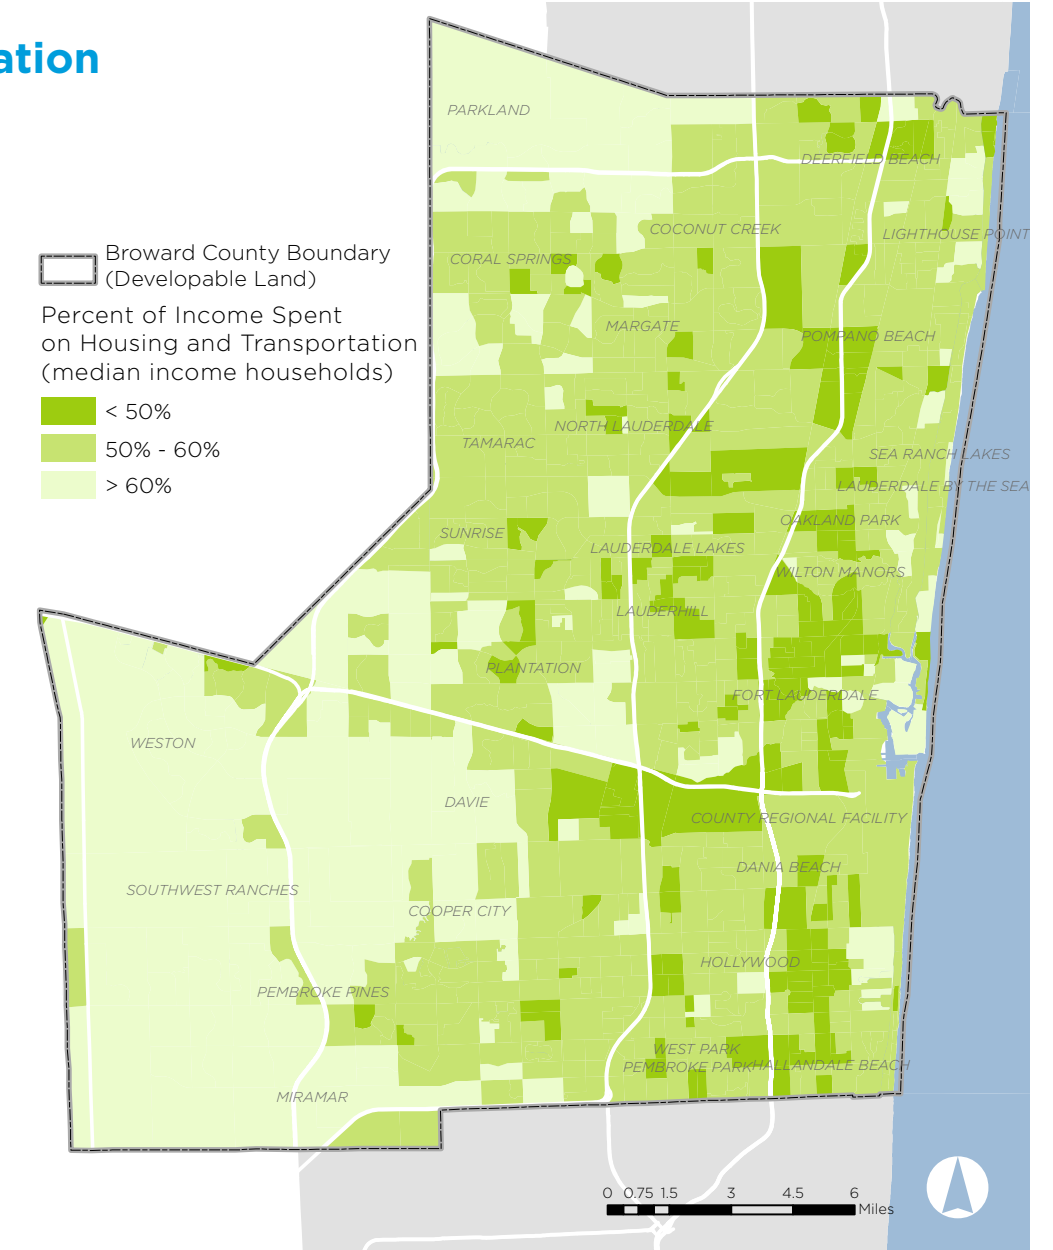 ation
PARKLAND
DEERFIELD BEACH
COCONUT CREEK
LIGHTHOUSE POINT
Broward County Boundary
(Developable Land)
CORAL SPRINGS
Percent of Income Spent
on Housing and Transportation
(median income households)
MARGATE
POMPANO BEACH
< 50%
50% - 60%
> 60%
NORTH LAUDERDALE
TAMARAC
SEA RANCH LAKES
LAUDERDALE BY THE SEA
OAKLAND PARK
SUNRISE
LAUDERDALE LAKES
WILTON MANORS
LAUDERHILL
PLANTATION
FORT LAUDERDALE
WESTON
DAVIE
COUNTY REGIONAL FACILITY
DANIA BEACH
SOUTHWEST RANCHES
COOPER CITY
HOLLYWOOD
PEMBROKE PINES
WEST PARK
PEMBROKE PARK
HALLANDALE BEACH
MIRAMAR
0 0.75 1.5 3 4.5 6
Miles